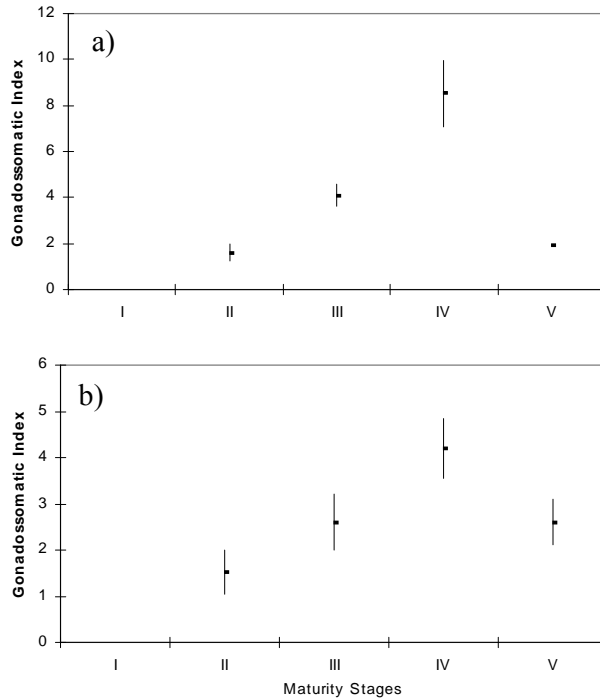 a)
Gonadossomatic Index
12
10
8
6
4
2
0
I II III IV V
b)
Gonadossomatic Index
6
5
4
3
2
1
0
I II III IV V
Maturity Stages